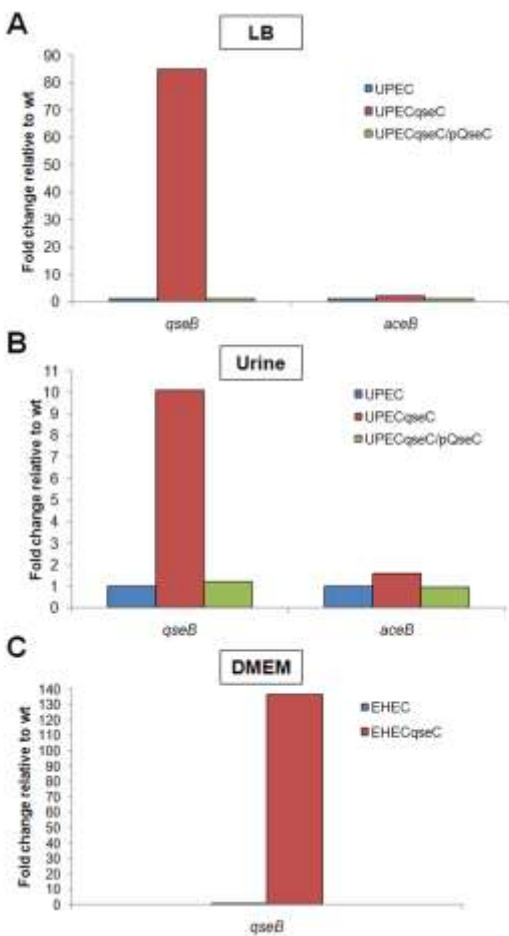 A
LB
Fold change relative to wt
90
80
70
60
50
40
30
20
10
0
UPEC
UPECqseC
UPECqseC/pQseC
qseB
aceB
B
Urine
Fold change relative to wt
11
10
9
8
7
6
5
4
3
2
1
0
UPEC
UPECqseC
UPECqseC/pQseC
qseB
aceB
C
DMEM
Fold change relative to wt
140
130
120
110
100
90
80
70
60
50
40
30
20
10
0
EHEC
EHECqseC
qseB